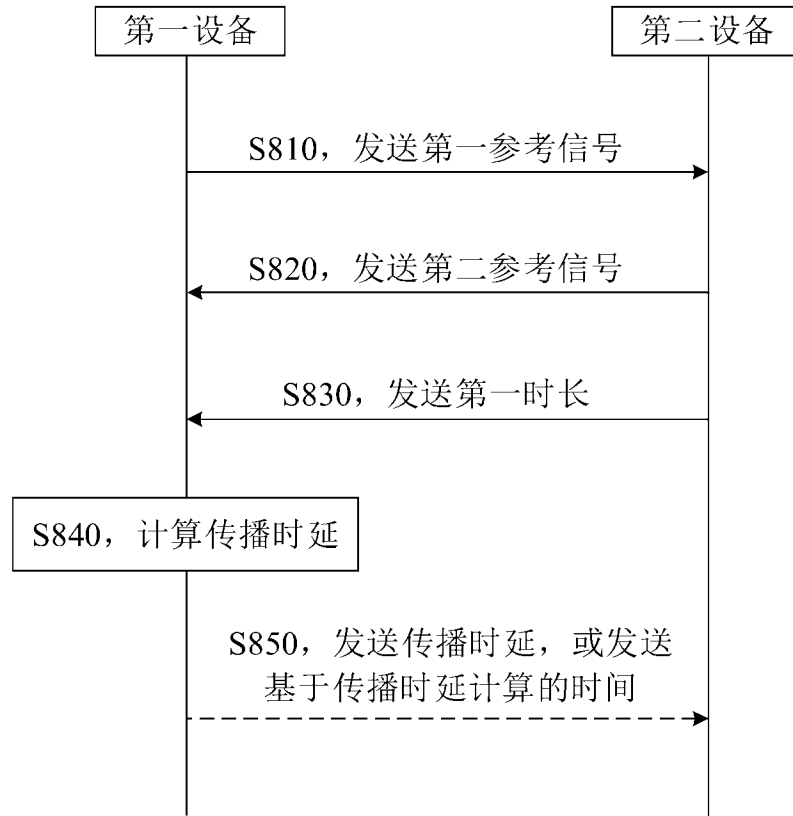 第一设备
第二设备
S810，发送第一参考信号
S820，发送第二参考信号
S830，发送第一时长
S840，计算传播时延
S850，发送传播时延，或发送
基于传播时延计算的时间